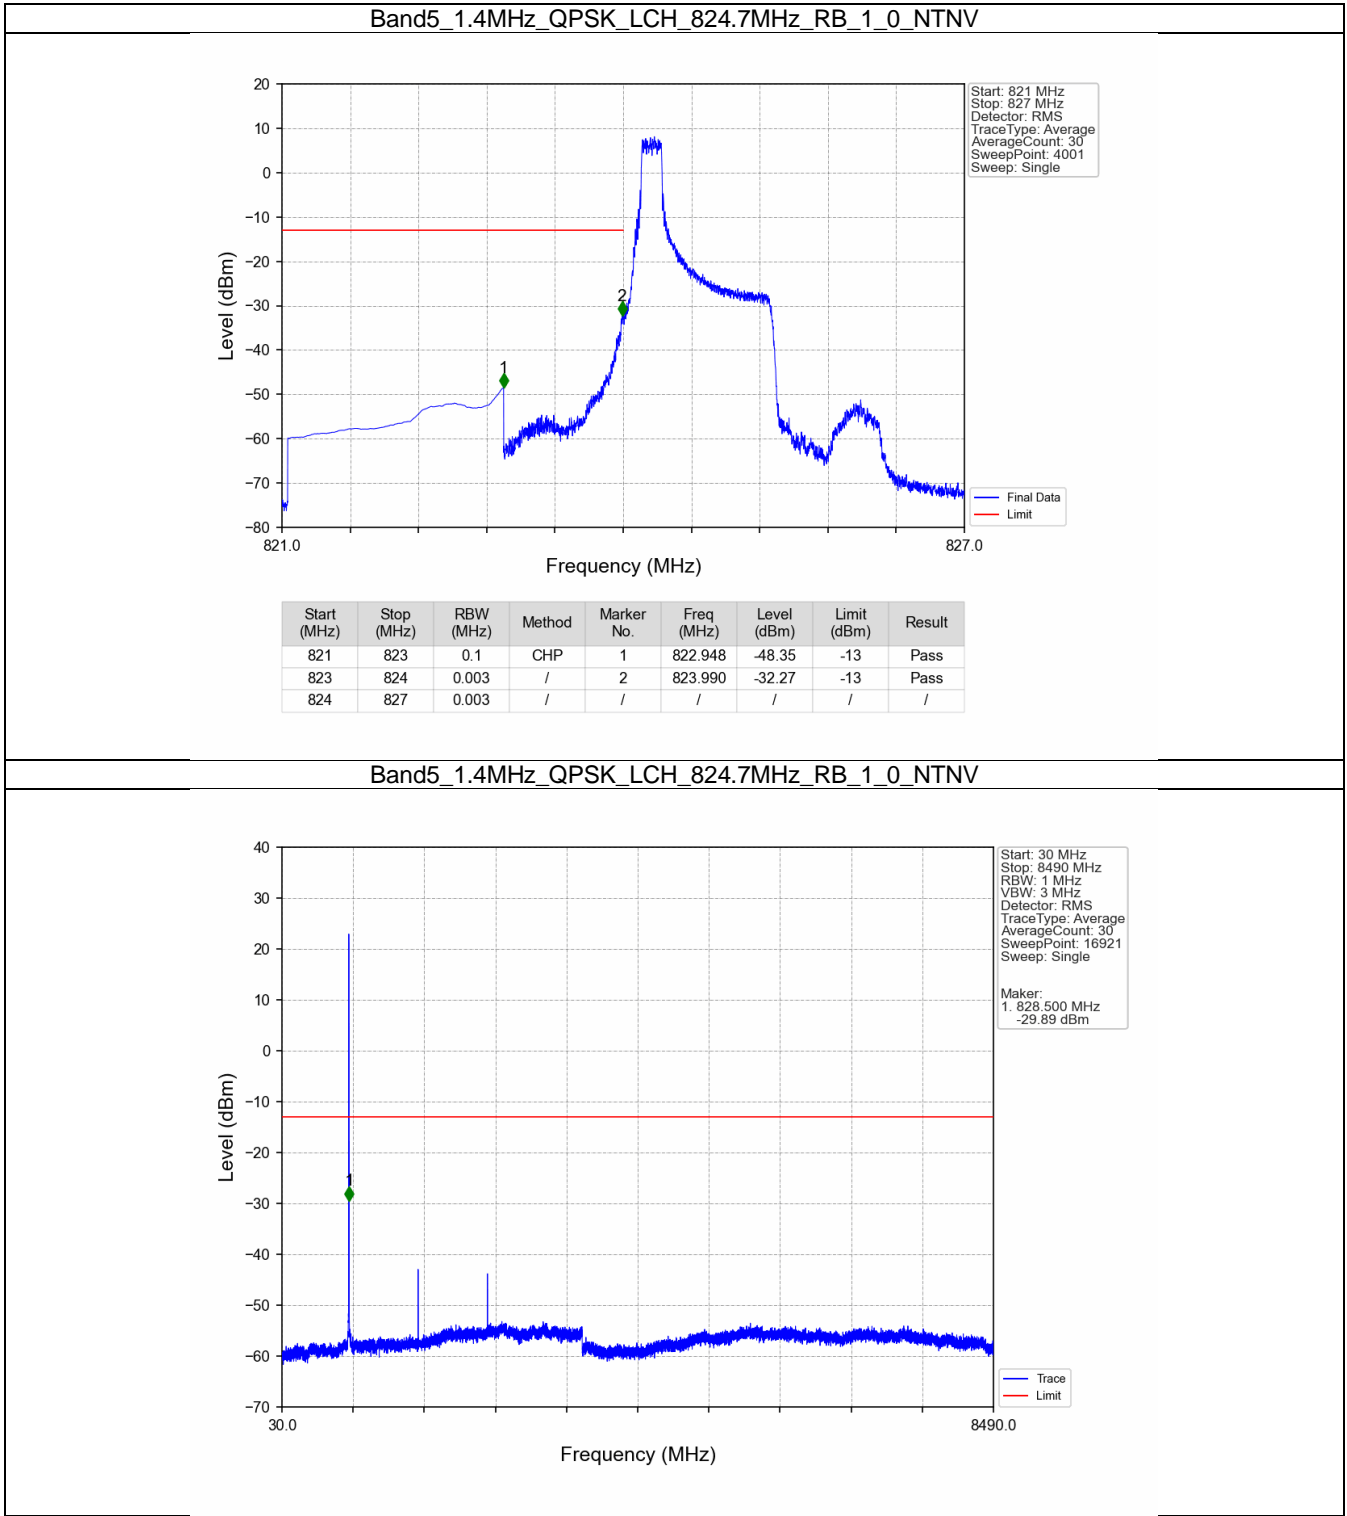 Band5_1.4MHz_QPSK_LCH_824.7MHz_RB_1_0_NTNV
20
10
0
−10
−20
−30
−40
−50
−60
−70
−80
Level (dBm)
1
2
821.0
827.0
Frequency (MHz)
Start: 821 MHz
Stop: 827 MHz
Detector: RMS
TraceType: Average
AverageCount: 30
SweepPoint: 4001
Sweep: Single
Final Data
Limit
Start (MHz) Stop (MHz) RBW (MHz) Method Marker No. Freq (MHz) Level (dBm) Limit (dBm) Result
821 823 0.1 CHP 1 822.948 -48.35 -13 Pass
823 824 0.003 / 2 823.990 -32.27 -13 Pass
824 827 0.003 / / / / / /
Band5_1.4MHz_QPSK_LCH_824.7MHz_RB_1_0_NTNV
40
30
20
10
0
−10
−20
−30
−40
−50
−60
−70
Level (dBm)
1
30.0
8490.0
Frequency (MHz)
Start: 30 MHz
Stop: 8490 MHz
RBW: 1 MHz
VBW: 3 MHz
Detector: RMS
TraceType: Average
AverageCount: 30
SweepPoint: 16921
Sweep: Single
Maker:
1. 828.500 MHz
-29.89 dBm
Trace
Limit